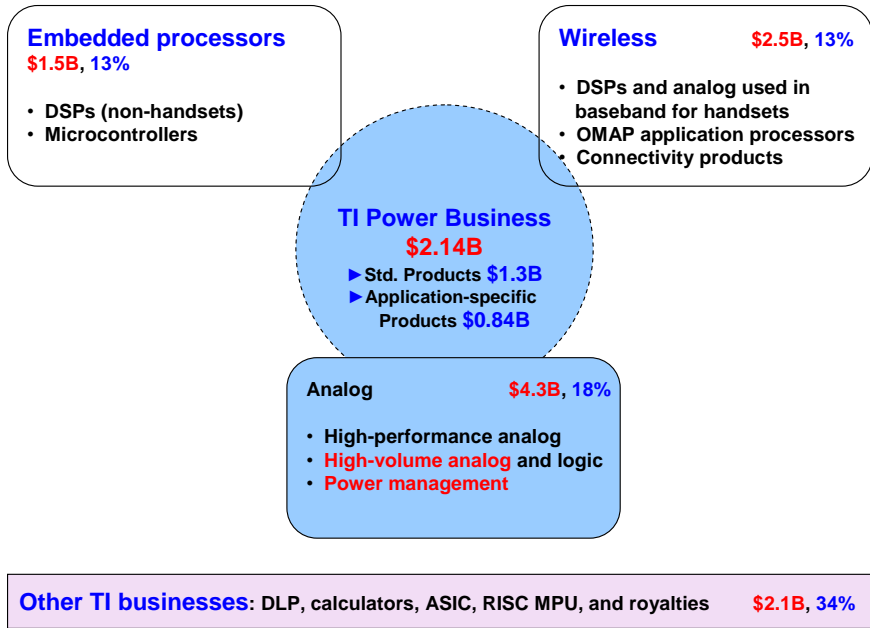 Embedded processors
$1.5B, 13%
• DSPs (non-handsets)
• Microcontrollers
Wireless $2.5B, 13%
• DSPs and analog used in
baseband for handsets
• OMAP application processors
• Connectivity products
TI Power Business
$2.14B
►Std. Products $1.3B
►Application-specific
Products $0.84B
Analog $4.3B, 18%
• High-performance analog
• High-volume analog and logic
• Power management
Other TI businesses: DLP, calculators, ASIC, RISC MPU, and royalties $2.1B, 34%